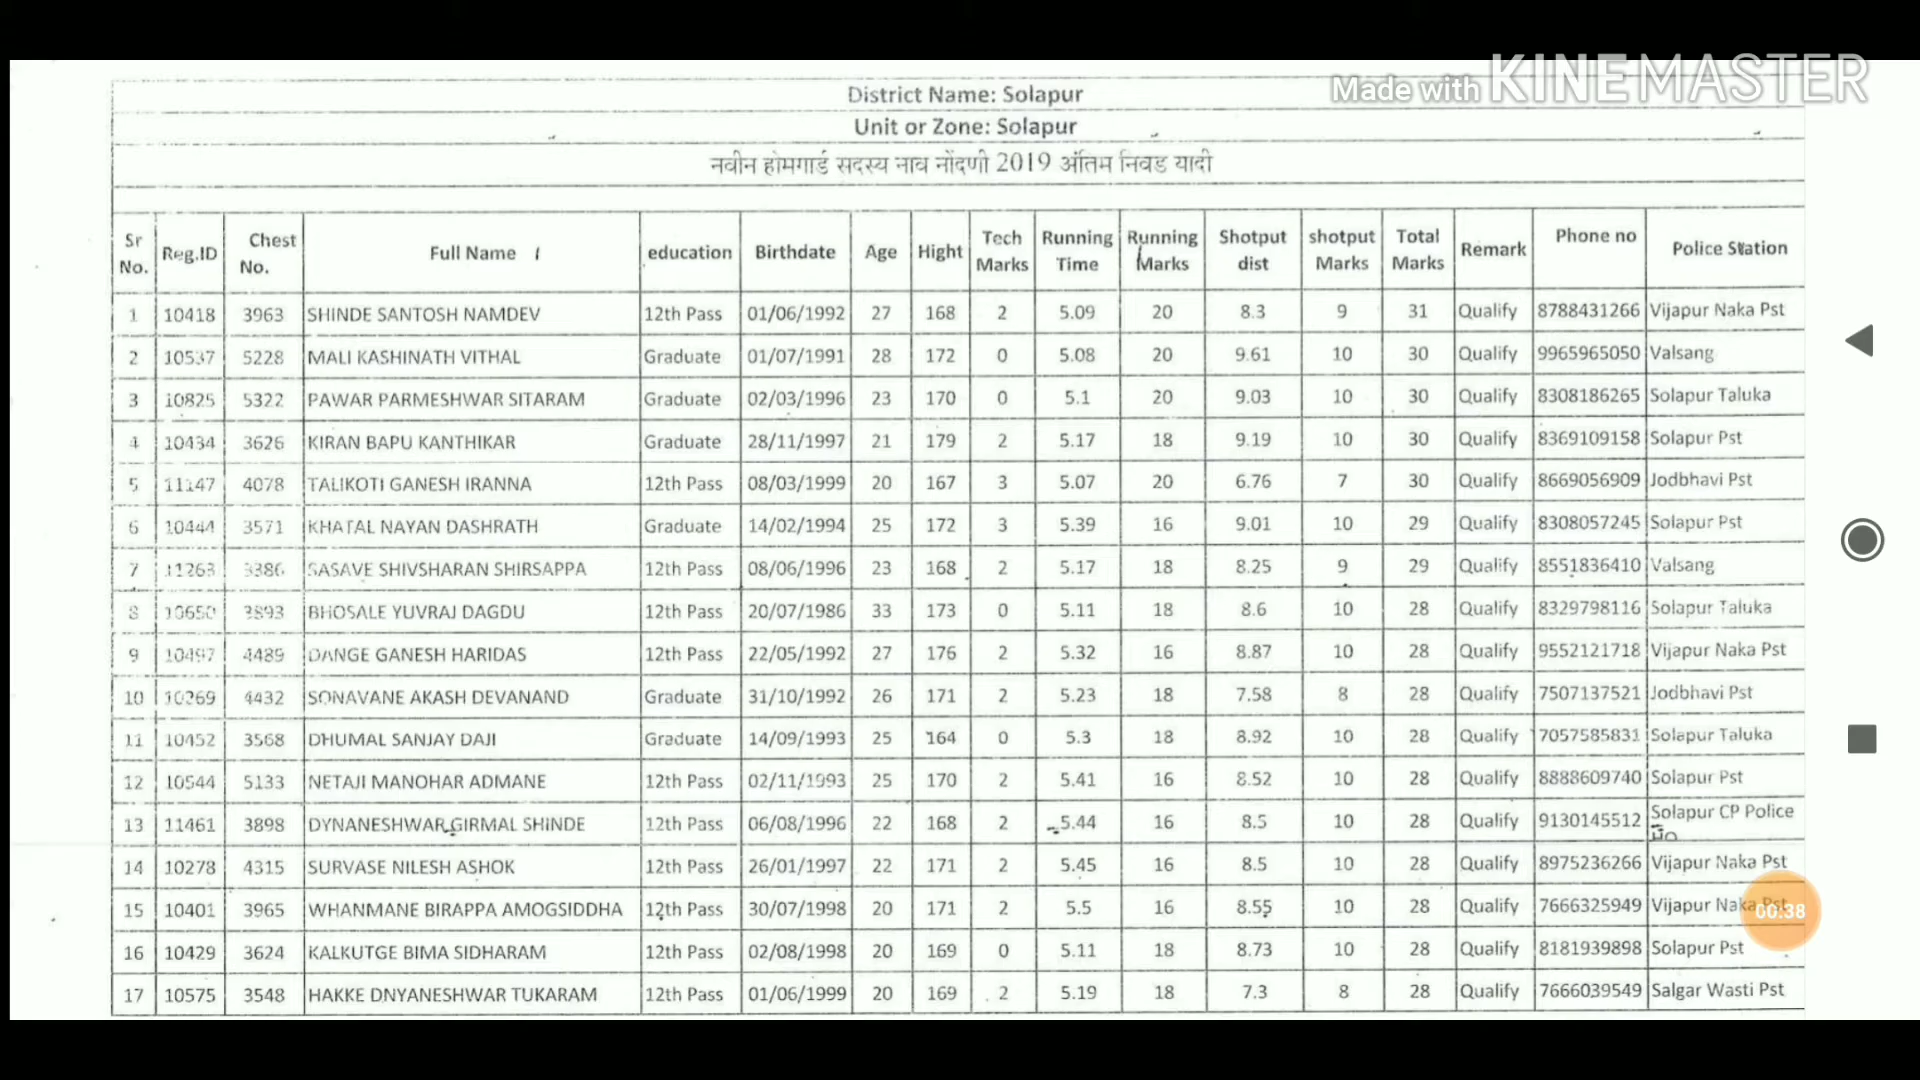 Made with KINEMASTER
District Name: Solapur
Unit or Zone: Solapur
नवीन होमगार्ड सदस्य नाव नोंदणी 2019 अंतिम निवड यादी
Sr No. Reg.ID Chest No. Full Name education Birthdate Age Hight Tech Marks Running Time Running Marks Shotput dist shotput Marks Total Marks Remark Phone no Police Station
1 10418 3963 SHINDE SANTOSH NAMDEV 12th Pass 01/06/1992 27 168 2 5.09 20 8.3 9 31 Qualify 8788431266 Vijapur Naka Pst
2 10537 5228 MALI KASHINATH VITHAL Graduate 01/07/1991 28 172 0 5.08 20 9.61 10 30 Qualify 9965965050 Valsang
3 10825 5322 PAWAR PARMESHWAR SITARAM Graduate 02/03/1996 23 170 0 5.1 20 9.03 10 30 Qualify 8308186265 Solapur Taluka
4 10434 3626 KIRAN BAPU KANTHIKAR Graduate 28/11/1997 21 179 2 5.17 18 9.19 10 30 Qualify 8369109158 Solapur Pst
5 11147 4078 TALIKOTI GANESH IRANNA 12th Pass 08/03/1999 20 167 3 5.07 20 6.76 7 30 Qualify 8669056909 Jodbhavi Pst
6 10444 3571 KHATAL NAYAN DASHRATH Graduate 14/02/1994 25 172 3 5.39 16 9.01 10 29 Qualify 8308057245 Solapur Pst
7 11263 3386 SASAVE SHIVSHARAN SHIRSAPPA 12th Pass 08/06/1996 23 168 2 5.17 18 8.25 9 29 Qualify 8551836410 Valsang
8 10650 3893 BHOSALE YUVRAJ DAGDU 12th Pass 20/07/1986 33 173 0 5.11 18 8.6 10 28 Qualify 8329798116 Solapur Taluka
9 10497 4489 DANGE GANESH HARIDAS 12th Pass 22/05/1992 27 176 2 5.32 16 8.87 10 28 Qualify 9552121718 Vijapur Naka Pst
10 10269 4432 SONAVANE AKASH DEVANAND Graduate 31/10/1992 26 171 2 5.23 18 7.58 8 28 Qualify 7507137521 Jodbhavi Pst
11 10452 3568 DHUMAL SANJAY DAJI Graduate 14/09/1993 25 164 0 5.3 18 8.92 10 28 Qualify 7057585831 Solapur Taluka
12 10544 5133 NETAJI MANOHAR ADMANE 12th Pass 02/11/1993 25 170 2 5.41 16 8.52 10 28 Qualify 8888609740 Solapur Pst
13 11461 3898 DYNANESHWAR GIRMAL SHINDE 12th Pass 06/08/1996 22 168 2 5.44 16 8.5 10 28 Qualify 9130145512 Solapur CP Police
14 10278 4315 SURVASE NILESH ASHOK 12th Pass 26/01/1997 22 171 2 5.45 16 8.5 10 28 Qualify 8975236266 Vijapur Naka Pst
15 10401 3965 WHANMANE BIRAPPA AMOGSIDDHA 12th Pass 30/07/1998 20 171 2 5.5 16 8.55 10 28 Qualify 7666325949 Vijapur Naka Pst
00:38
16 10429 3624 KALKUTGE BIMA SIDHARAM 12th Pass 02/08/1998 20 169 0 5.11 18 8.73 10 28 Qualify 8181939898 Solapur Pst
17 10575 3548 HAKKE DNYANESHWAR TUKARAM 12th Pass 01/06/1999 20 169 2 5.19 18 7.3 8 28 Qualify 7666039549 Salgar Wasti Pst